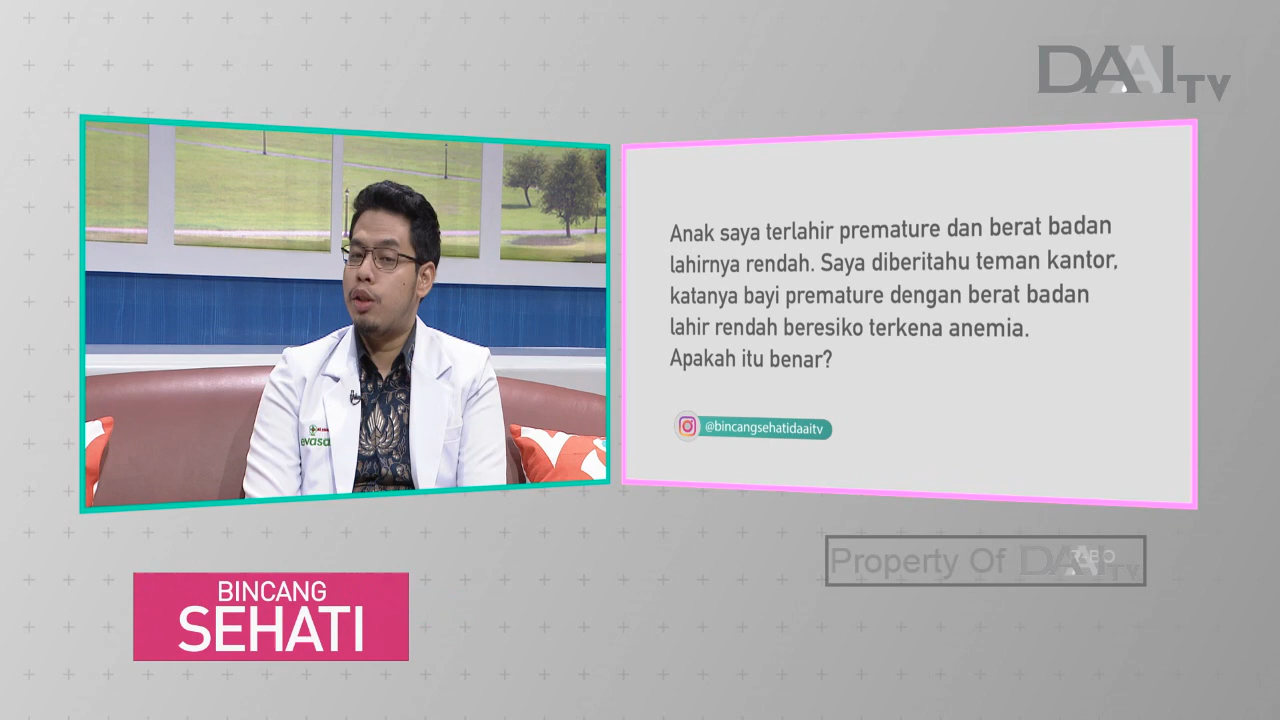 DAAI TV
Anak saya terlahir premature dan berat badan
lahirnya rendah. Saya diberitahu teman kantor,
katanya bayi premature dengan berat badan
lahir rendah beresiko terkena anemia.
Apakah itu benar?
@bincangsehatidaaitv
Property Of DAAI TV
BINCANG
SEHATI